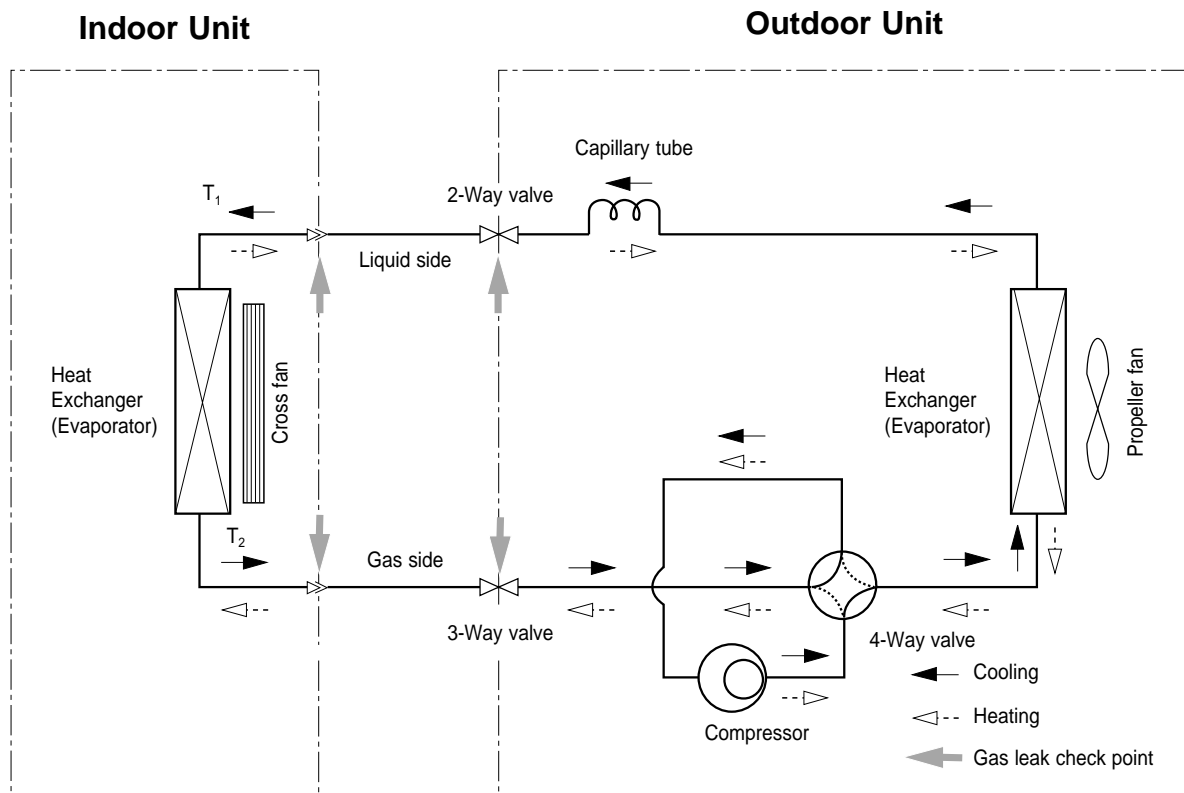 Indoor Unit
Outdoor Unit
Capillary tube
T1
2-Way valve
Liquid side
Heat
Exchanger
(Evaporator)
Cross fan
Heat
Exchanger
(Evaporator)
Propeller fan
T2
Gas side
3-Way valve
4-Way valve
Compressor
Cooling
Heating
Gas leak check point